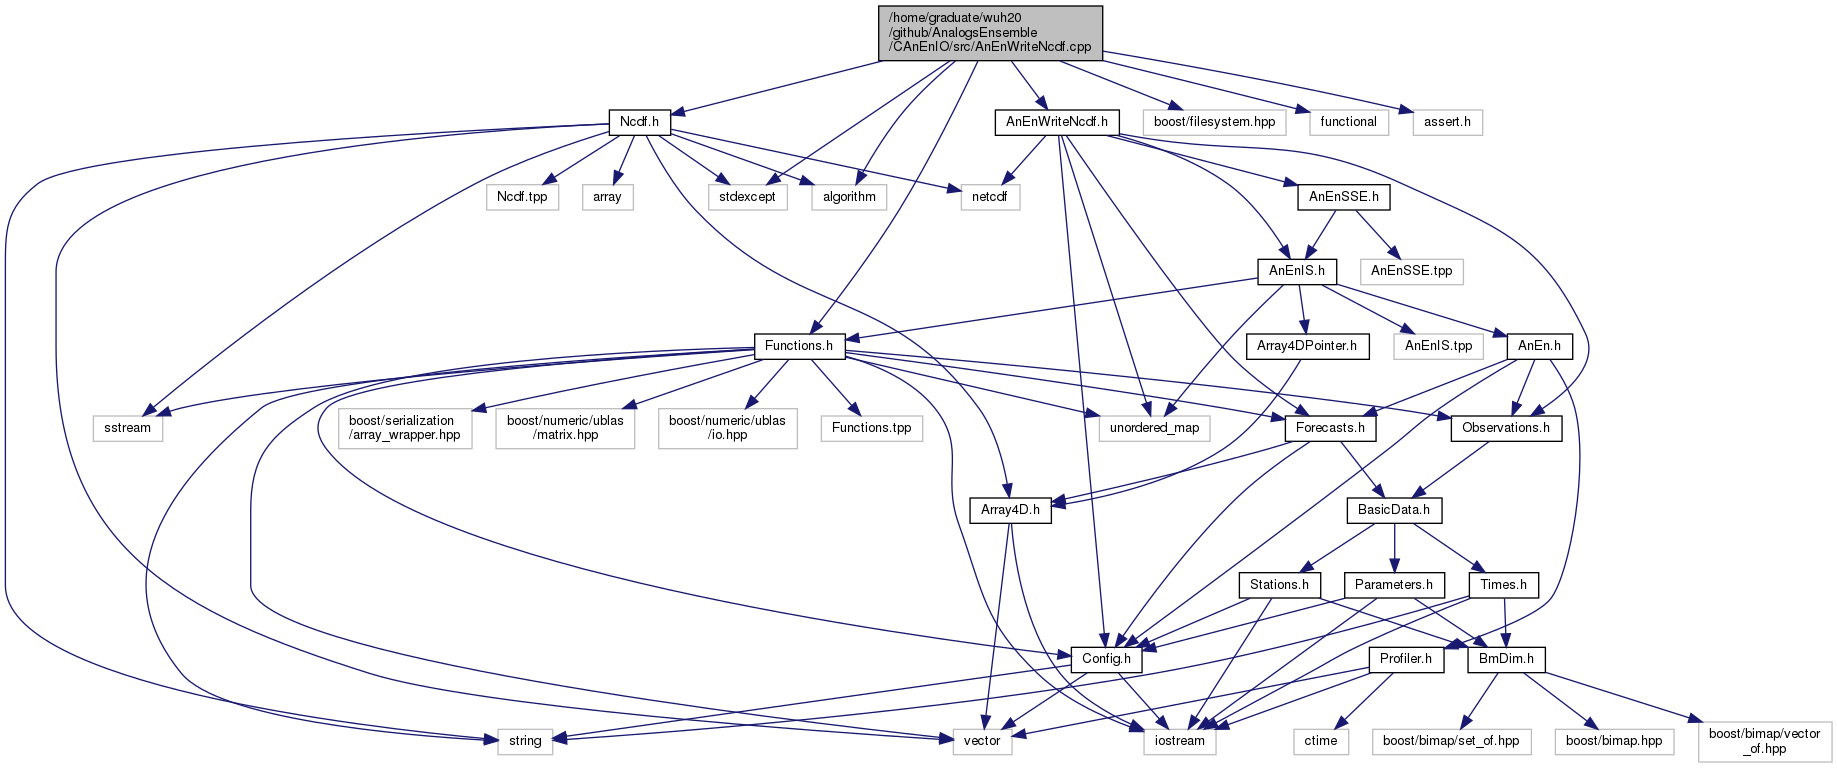 /home/graduate/wuh20
/github/AnalogsEnsemble
/CAnEnIO/src/AnEnWriteNcdf.cpp
Ncdf.h
AnEnWriteNcdf.h
boost/filesystem.hpp
functional
assert.h
Ncdf.tpp
array
stdexcept
algorithm
netcdf
AnEnSSE.h
AnEnIS.h
AnEnSSE.tpp
Functions.h
Array4DPointer.h
AnEnIS.tpp
AnEn.h
sstream
boost/serialization
/array_wrapper.hpp
boost/numeric/ublas
/matrix.hpp
boost/numeric/ublas
/io.hpp
Functions.tpp
unordered_map
Forecasts.h
Observations.h
Array4D.h
BasicData.h
Stations.h
Parameters.h
Times.h
Config.h
Profiler.h
BmDim.h
string
vector
iostream
ctime
boost/bimap/set_of.hpp
boost/bimap.hpp
boost/bimap/vector
_of.hpp